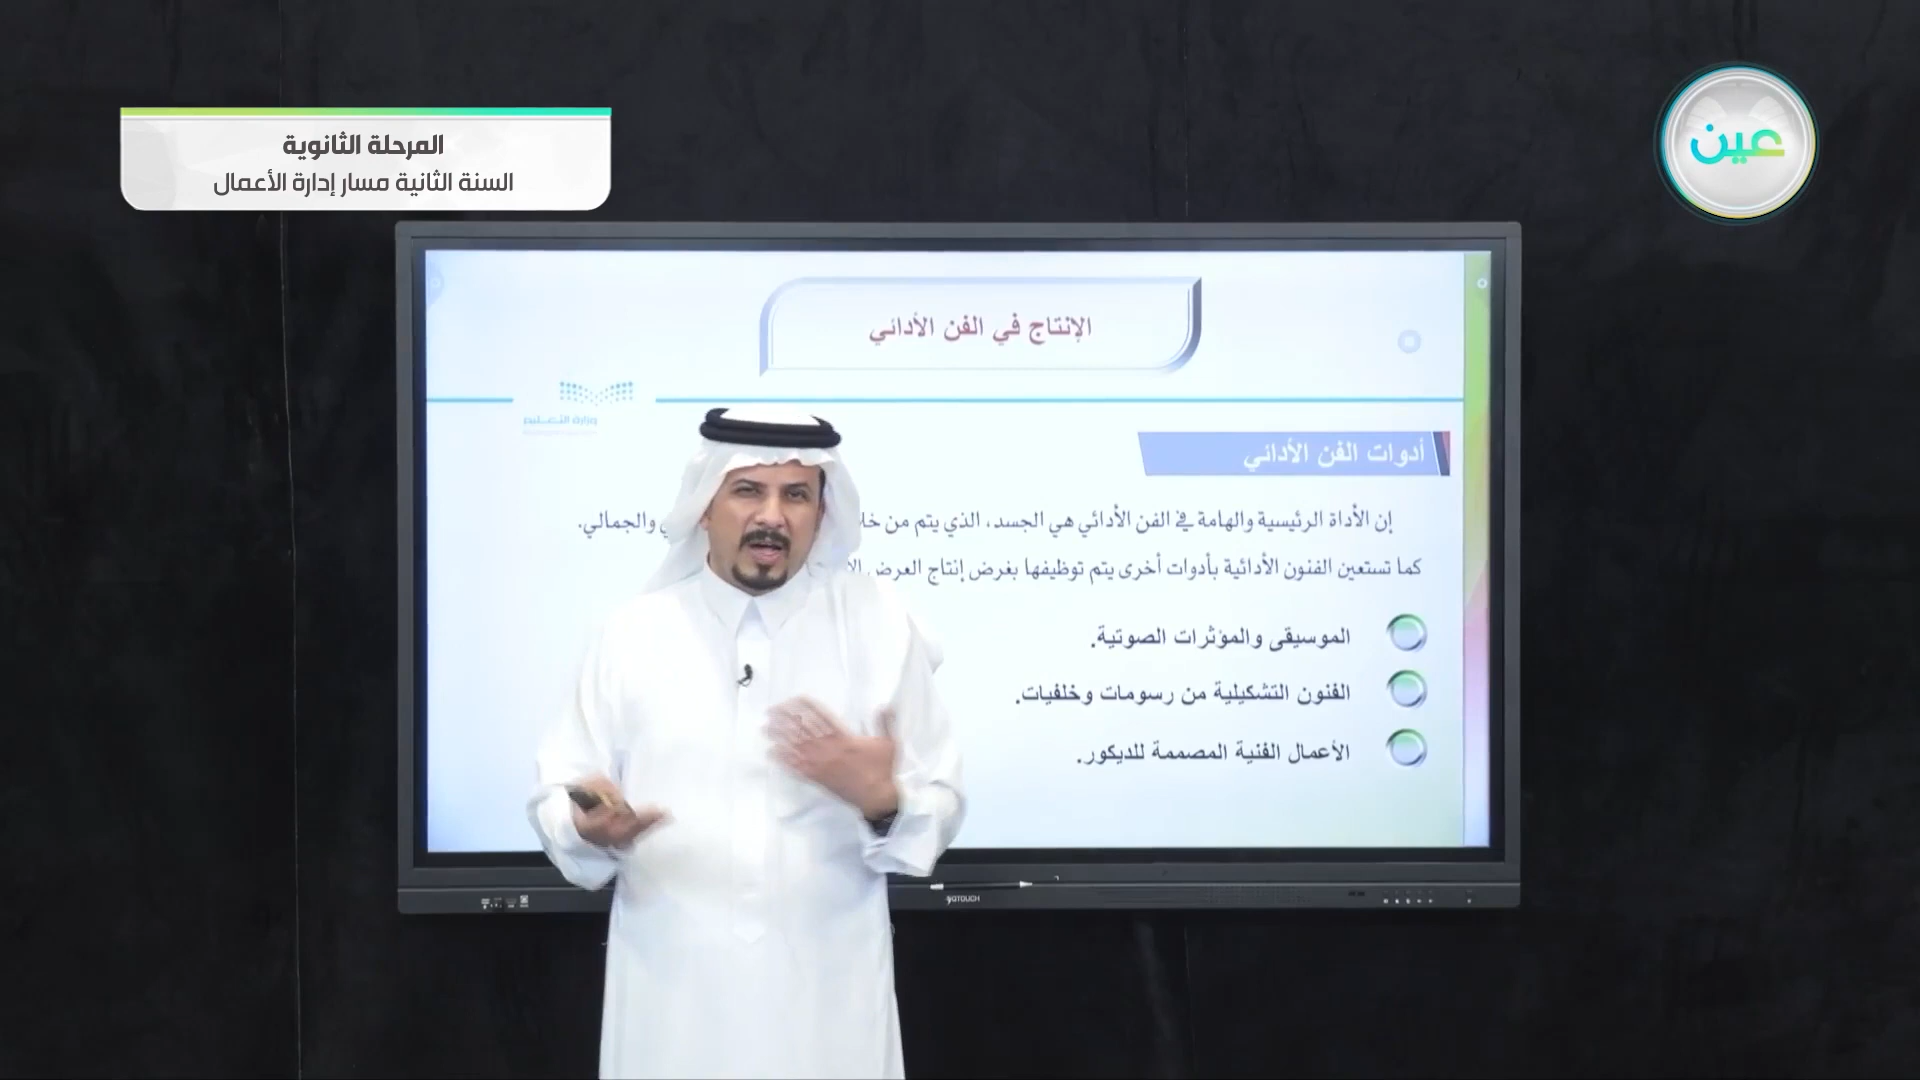 المرحلة الثانوية
السنة الثانية مسار إدارة الأعمال
عين
الإنتاج في الفن الأدائي
وزارة التعليم
أدوات الفن الأدائي
إن الأداة الرئيسية والهامة في الفن الأدائي هي الجسد، الذي يتم من والجمالي.
كما تستعين الفنون الأدائية بأدوات أخرى يتم توظيفها بغرض إنتاج العرض
الموسيقى والمؤثرات الصوتية.
الفنون التشكيلية من رسومات وخلفيات.
الأعمال الفنية المصممة للديكور.